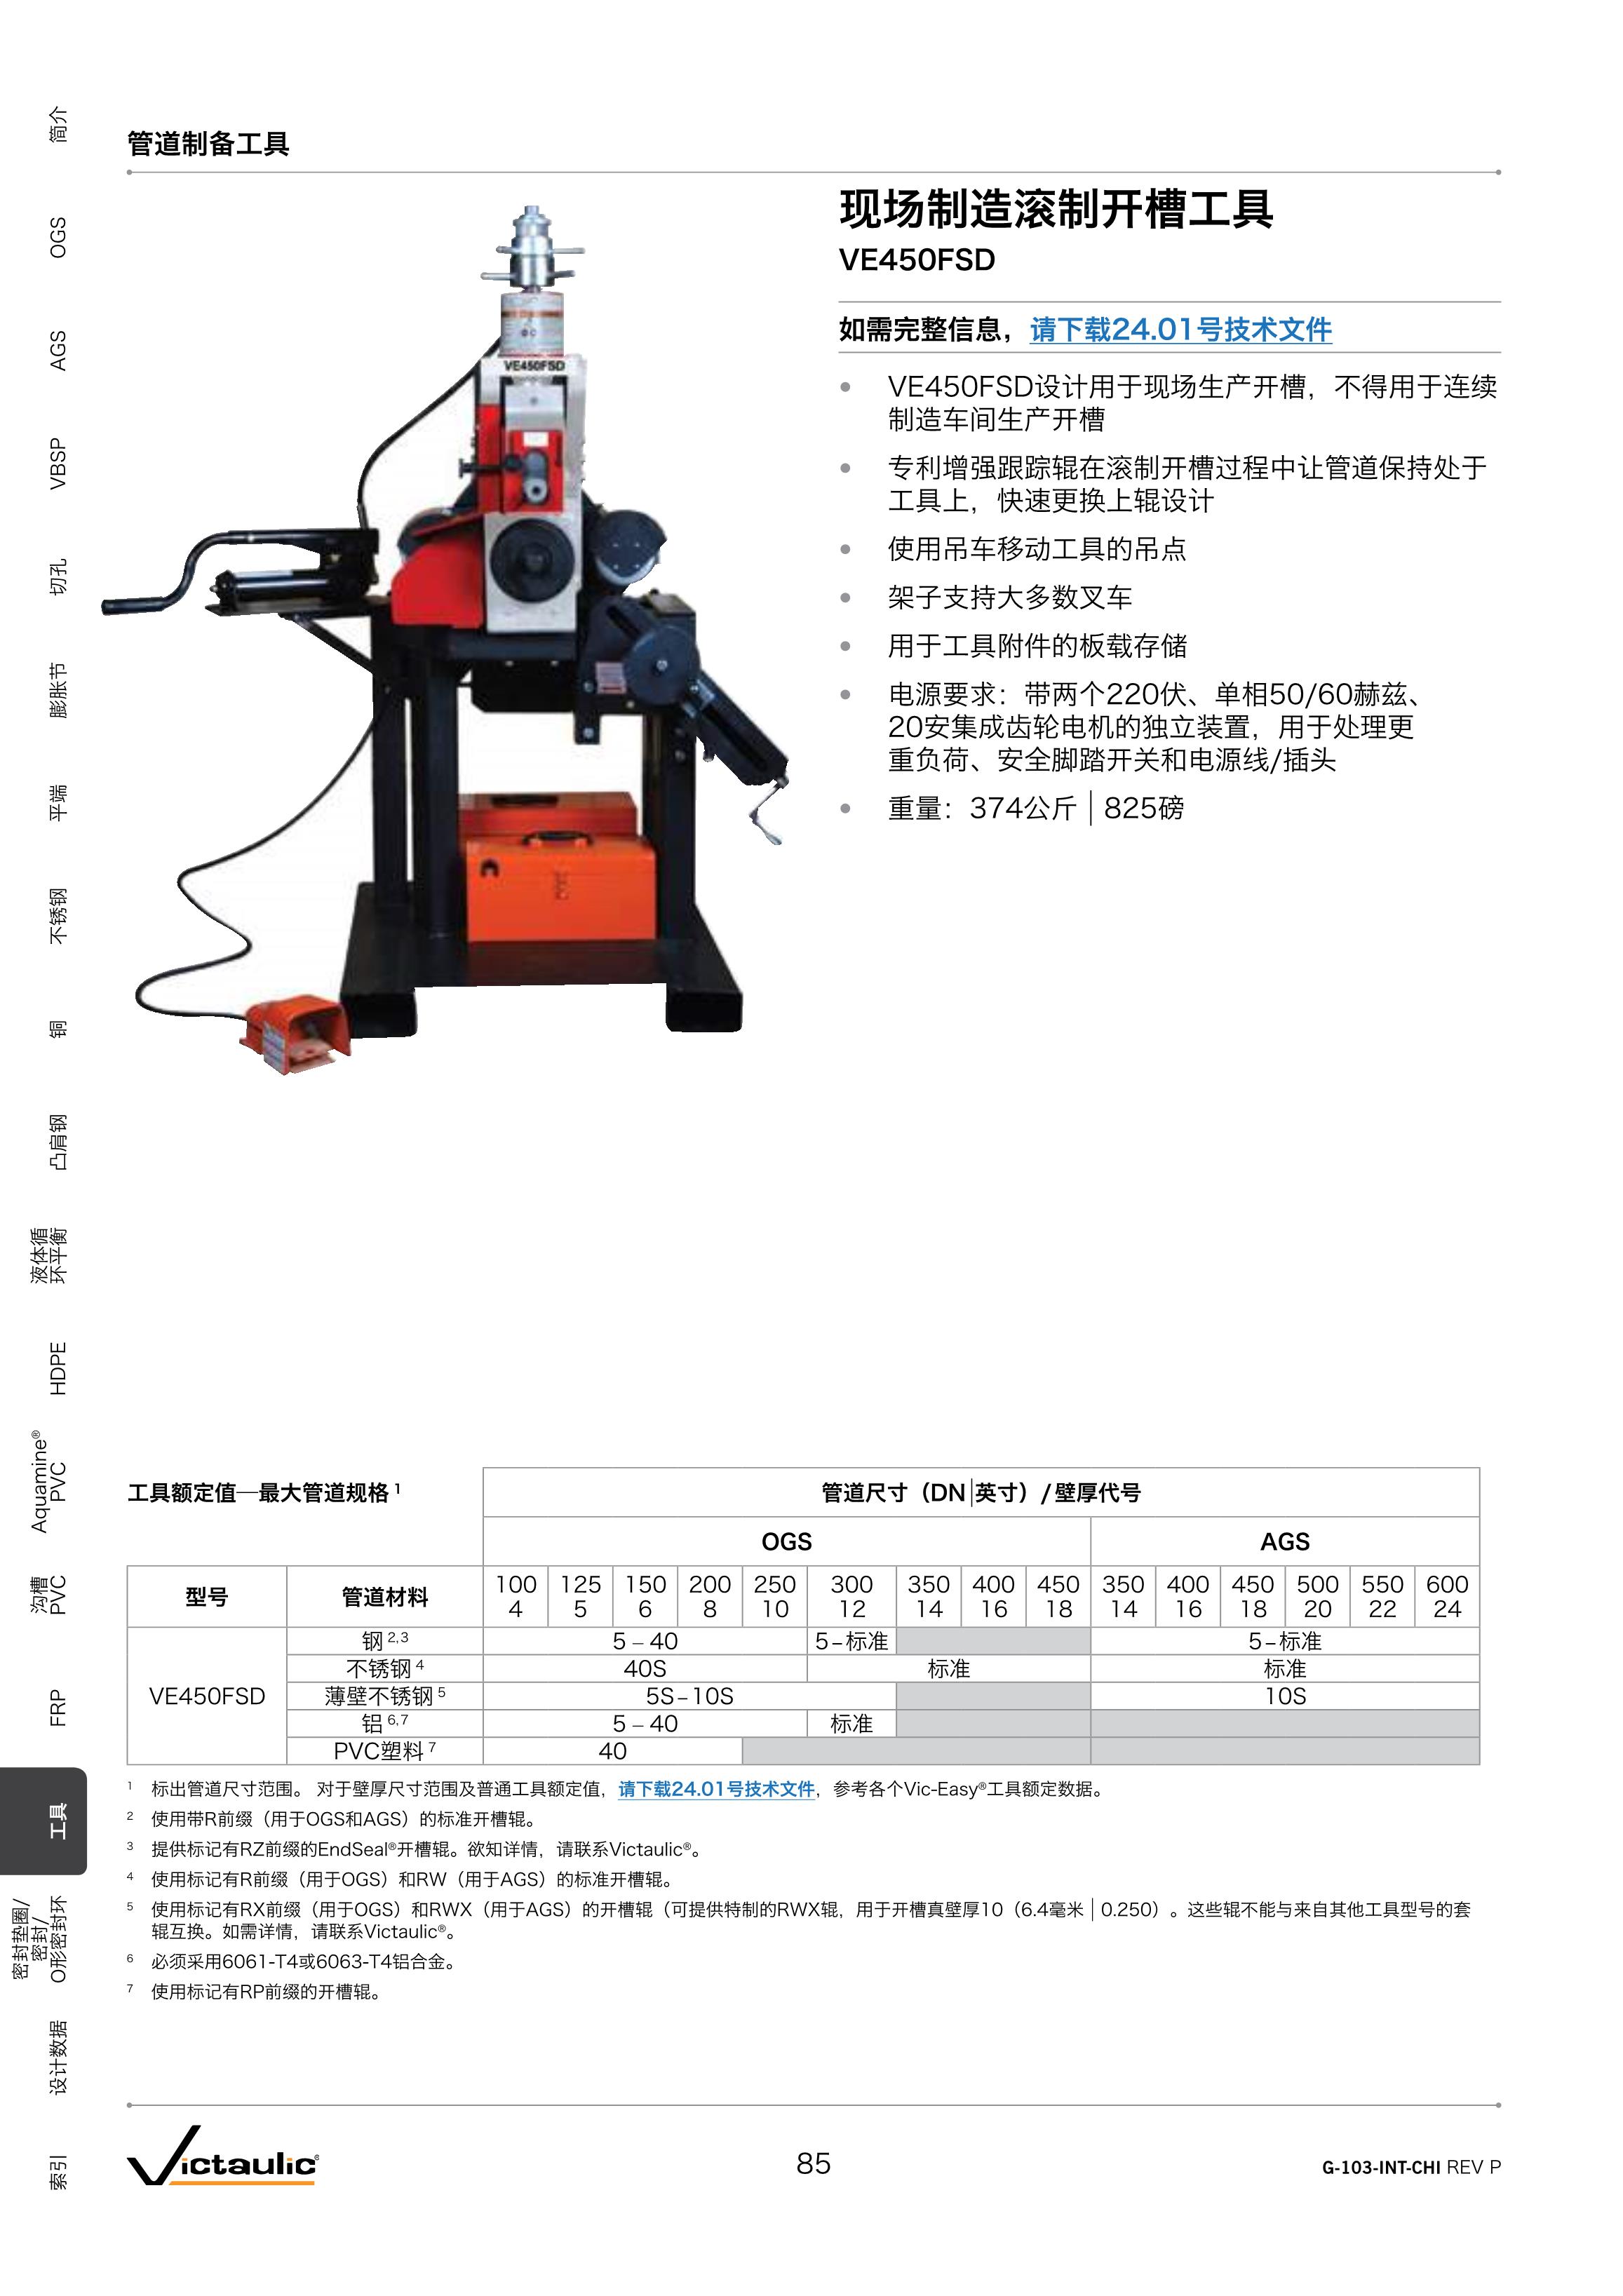 管道制备工具
现场制造滚制开槽工具
VE450FSD
如需完整信息，请下载24.01号技术文件
• VE450FSD设计用于现场生产开槽，不得用于连续
制造车间生产开槽
• 专利增强跟踪辊在滚制开槽过程中让管道保持处于
工具上，快速更换上辊设计
• 使用吊车移动工具的吊点
• 架子支持大多数叉车
• 用于工具附件的板载存储
• 电源要求：带两个220伏、单相50/60赫兹、
20安集成齿轮电机的独立装置，用于处理更
重负荷、安全脚踏开关和电源线/插头
• 重量：374公斤 | 825磅
VE450FSD
简介
OGS
AGS
VBSP
切孔
膨胀节
平端
不锈钢
铜
凸肩钢
液体循
环平衡
HDPE
Aquamine®
PVC
沟槽
PVC
FRP
工具
密封垫圈/
密封/
O形密封环
设计数据
索引
工具额定值—最大管道规格 1
管道尺寸（DN|英寸）/ 壁厚代号
OGS AGS
型号 管道材料
100 125 150 200 250 300 350 400 450 350 400 450 500 550 600
4 5 6 8 10 12 14 16 18 14 16 18 20 22 24
VE450FSD
钢 2,3 5 – 40 5–标准 5–标准
不锈钢 4 40S 标准 标准
薄壁不锈钢 5 5S–10S 10S
铝 6,7 5 – 40 标准
PVC塑料 7 40
1 标出管道尺寸范围。 对于壁厚尺寸范围及普通工具额定值，请下载24.01号技术文件，参考各个Vic-Easy®工具额定数据。
2 使用带R前缀（用于OGS和AGS）的标准开槽辊。
3 提供标记有RZ前缀的EndSeal®开槽辊。欲知详情，请联系Victaulic®。
4 使用标记有R前缀（用于OGS）和RW（用于AGS）的标准开槽辊。
5 使用标记有RX前缀（用于OGS）和RWX（用于AGS）的开槽辊（可提供特制的RWX辊，用于开槽真壁厚10（6.4毫米 | 0.250）。这些辊不能与来自其他工具型号的套
辊互换。如需详情，请联系Victaulic®。
6 必须采用6061-T4或6063-T4铝合金。
7 使用标记有RP前缀的开槽辊。
Victaulic®
85
G-103-INT-CHI REV P